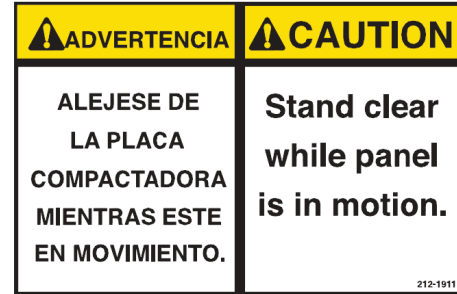 ADVERTENCIA
ALEJESE DE
LA PLACA
COMPACTADORA
MIENTRAS ESTE
EN MOVIMIENTO.
CAUTION
Stand clear
while panel
is in motion.
212-1911